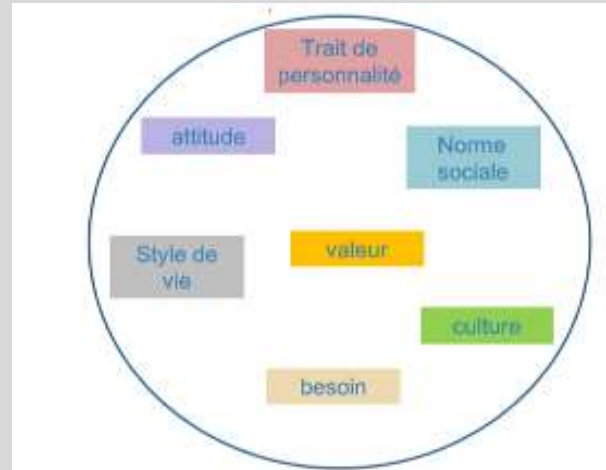 Trait de
personnalité
attitude
Norme
sociale
Style de
vie
valeur
culture
besoin